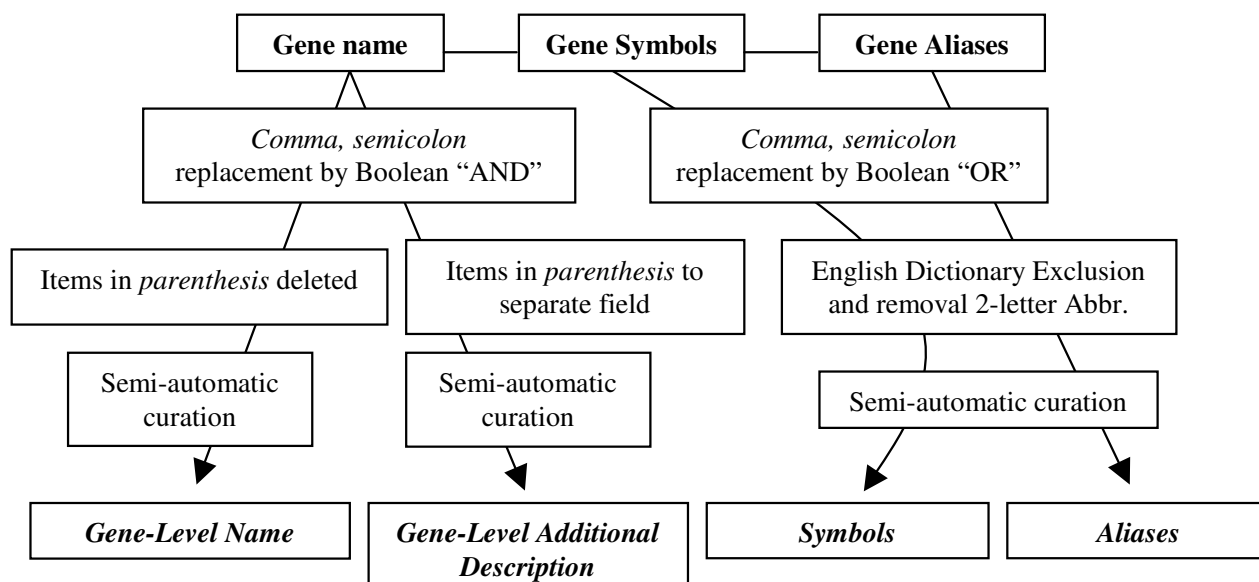 Gene name
Gene Symbols
Gene Aliases
Comma, semicolon
replacement by Boolean “AND”
Comma, semicolon
replacement by Boolean “OR”
Items in parenthesis deleted
Items in parenthesis to
separate field
English Dictionary Exclusion
and removal 2-letter Abbr.
Semi-automatic
curation
Semi-automatic
curation
Semi-automatic curation
Gene-Level Name
Gene-Level Additional
Description
Symbols
Aliases